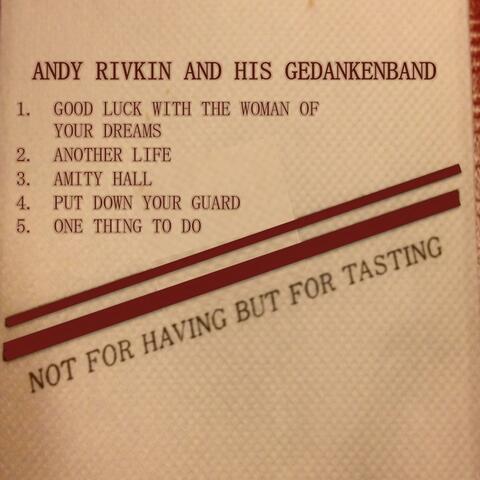 ANDY RIVKIN AND HIS GEDANKENBAND
1. GOOD LUCK WITH THE WOMAN OF
YOUR DREAMS
2. ANOTHER LIFE
3. AMITY HALL
4. PUT DOWN YOUR GUARD
5. ONE THING TO DO
NOT FOR HAVING BUT FOR TASTING